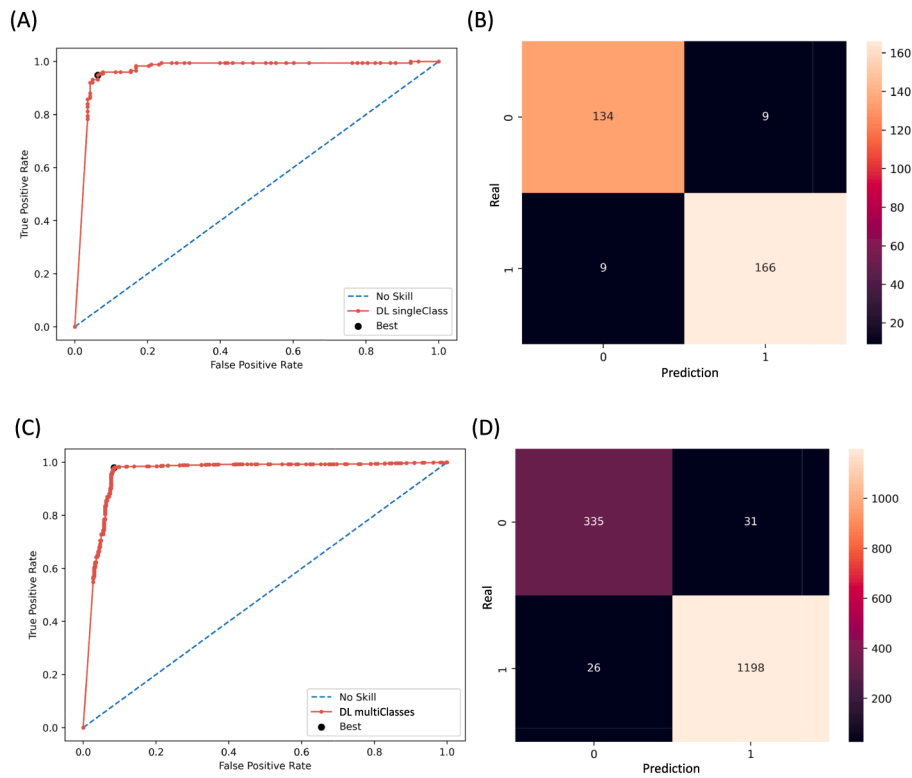 (A)
1.0
0.8
0.6
0.4
0.2
0.0
True Positive Rate
0.0 0.2 0.4 0.6 0.8 1.0
False Positive Rate
No Skill
DL singleClass
Best
(B)
0
1
Real
134 9
9 166
0 1
Prediction
160
140
120
100
80
60
40
20
(C)
1.0
0.8
0.6
0.4
0.2
0.0
True Positive Rate
0.0 0.2 0.4 0.6 0.8 1.0
False Positive Rate
No Skill
DL multiClasses
Best
(D)
0
1
Real
335 31
26 1198
0 1
Prediction
1000
800
600
400
200